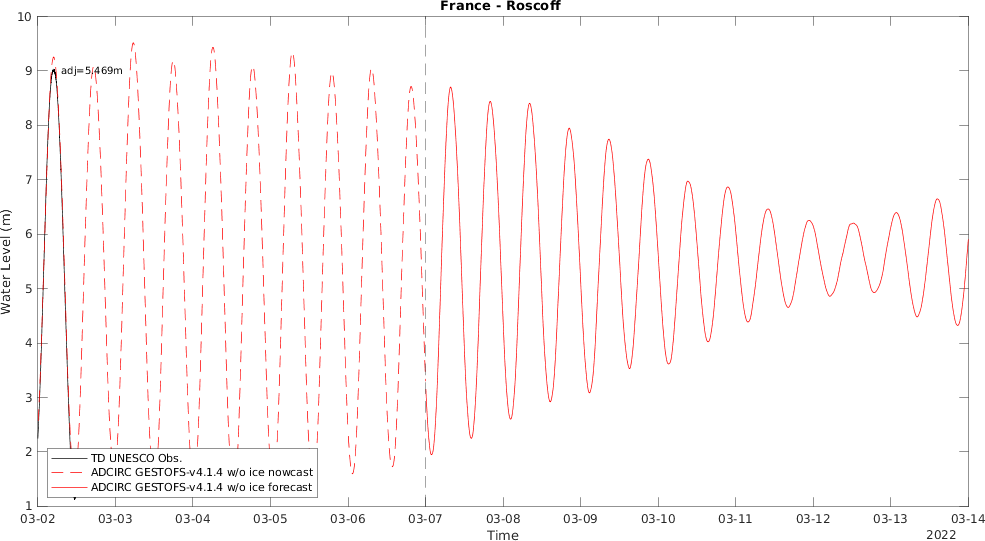 France - Roscoff
10
9
8
7
6
5
4
3
2
1
Water Level (m)
adj=5.469m
TD UNESCO Obs.
ADCIRC GESTOFS-v4.1.4 w/o ice nowcast
ADCIRC GESTOFS-v4.1.4 w/o ice forecast
03-02 03-03 03-04 03-05 03-06 03-07 03-08 03-09 03-10 03-11 03-12 03-13 03-14
Time
2022